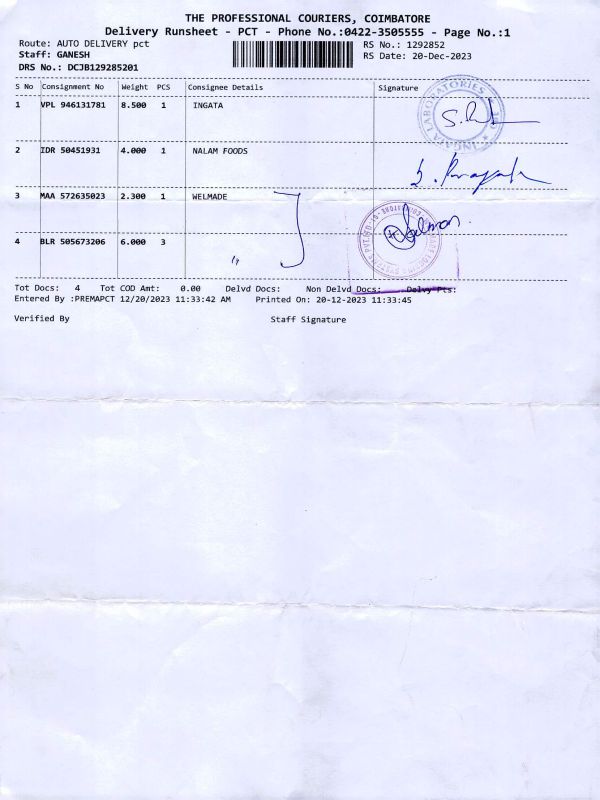 THE PROFESSIONAL COURIERS, COIMBATORE
Delivery Runsheet - PCT - Phone No.:0422-3505555 - Page No.:1
Route: AUTO DELIVERY pct RS No.: 1292852
Staff: GANESH RS Date: 20-Dec-2023
DRS No.: DCJB129285201
S No Consignment No Weight PCS Consignee Details Signature
1 VPL 946131781 8.500 1 INGATA
2 IDR 50451931 4.000 1 NALAM FOODS
3 MAA 572635023 2.300 1 WELMADE
4 BLR 505673206 6.000 3 "
Tot Docs: 4 Tot COD Amt: 0.00 Delvd Docs: Non Delvd Docs: Delvy Pts:
Entered By :PREMAPCT 12/20/2023 11:33:42 AM Printed On: 20-12-2023 11:33:45
Verified By Staff Signature